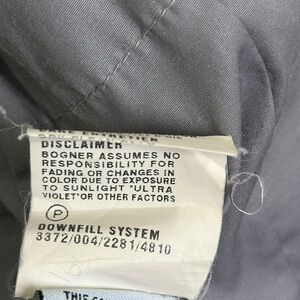 DISCLAIMER
BOGNER ASSUMES NO
RESPONSIBILITY FOR
FADING OR CHANGES IN
COLOR DUE TO EXPOSURE
TO SUNLIGHT "ULTRA
VIOLET" OR OTHER FACTORS
P
DOWNFILL SYSTEM
3372/004/2281/4810
THIS